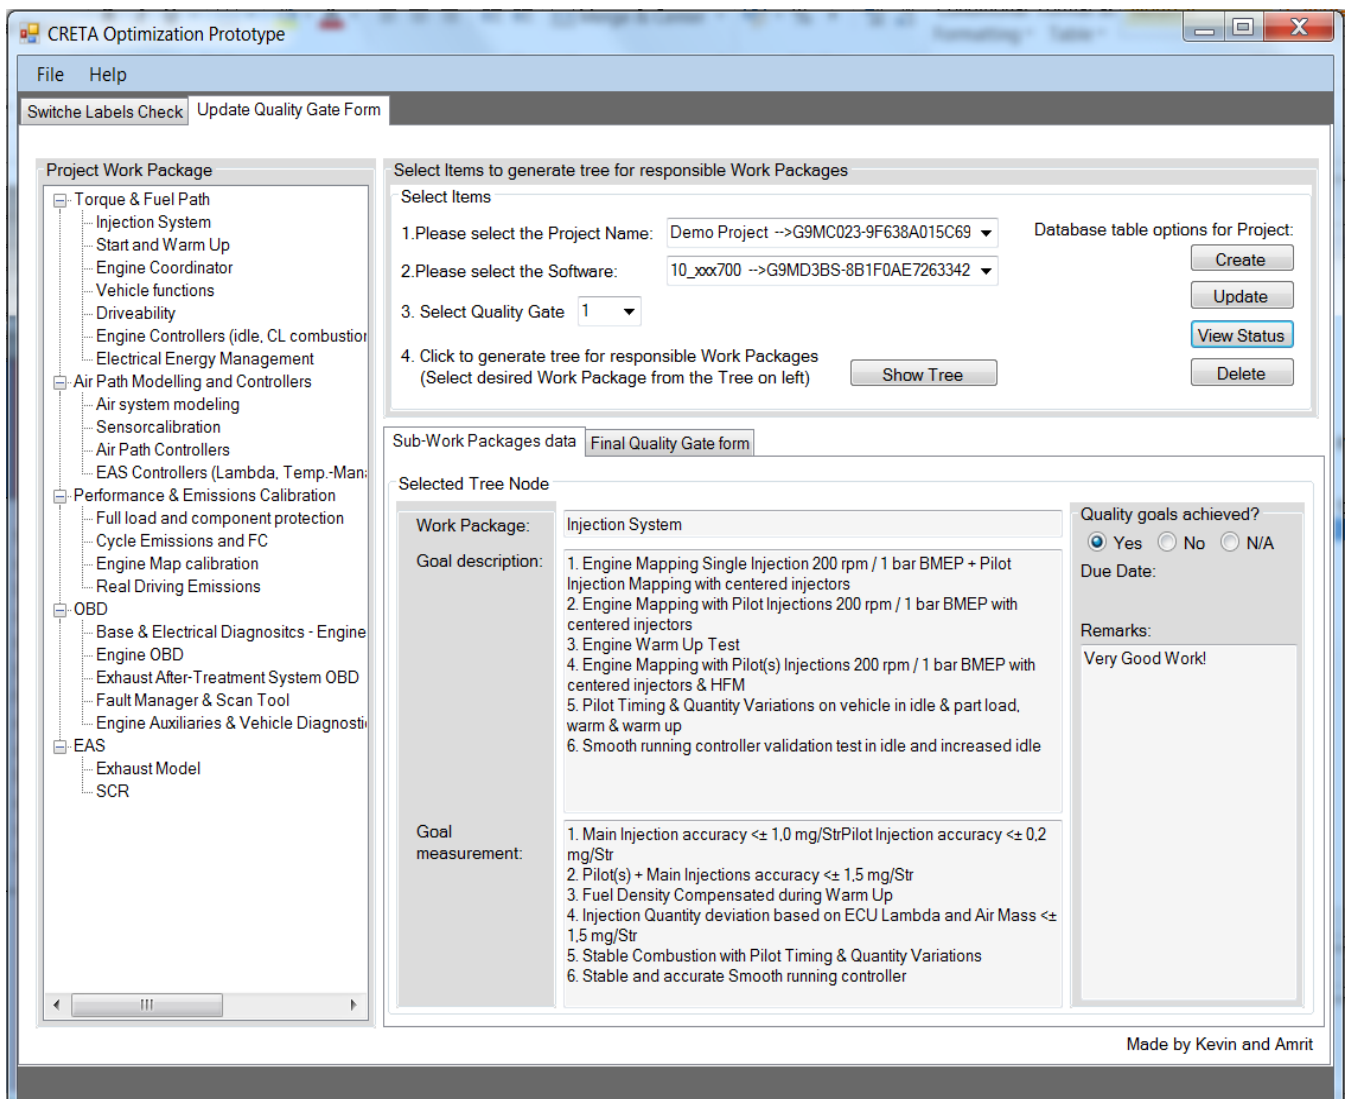 Merge & Center
Formatting
Table
CRETA Optimization Prototype
File Help
Switche Labels Check Update Quality Gate Form
Project Work Package
Torque & Fuel Path
Injection System
Start and Warm Up
Engine Coordinator
Vehicle functions
Driveability
Engine Controllers (idle, CL combustior
Electrical Energy Management
Air Path Modelling and Controllers
Air system modeling
Sensorcalibration
Air Path Controllers
EAS Controllers (Lambda, Temp.-Man
Performance & Emissions Calibration
Full load and component protection
Cycle Emissions and FC
Engine Map calibration
Real Driving Emissions
OBD
Base & Electrical Diagnositcs - Engine
Engine OBD
Exhaust After-Treatment System OBD
Fault Manager & Scan Tool
Engine Auxiliaries & Vehicle Diagnosti
EAS
Exhaust Model
SCR
Select Items to generate tree for responsible Work Packages
Select Items
1.Please select the Project Name: Demo Project -->G9MC023-9F638A015C69
2.Please select the Software: 10_xxx700 -->G9MD3BS-8B1F0AE7263342
3. Select Quality Gate 1
4. Click to generate tree for responsible Work Packages
(Select desired Work Package from the Tree on left) Show Tree
Database table options for Project:
Create
Update
View Status
Delete
Sub-Work Packages data Final Quality Gate form
Selected Tree Node
Work Package: Injection System
Goal description:
1. Engine Mapping Single Injection 200 rpm / 1 bar BMEP + Pilot
Injection Mapping with centered injectors
2. Engine Mapping with Pilot Injections 200 rpm / 1 bar BMEP with
centered injectors
3. Engine Warm Up Test
4. Engine Mapping with Pilot(s) Injections 200 rpm / 1 bar BMEP with
centered injectors & HFM
5. Pilot Timing & Quantity Variations on vehicle in idle & part load,
warm & warm up
6. Smooth running controller validation test in idle and increased idle
Goal
measurement:
1. Main Injection accuracy <± 1,0 mg/StrPilot Injection accuracy <± 0,2
mg/Str
2. Pilot(s) + Main Injections accuracy <± 1,5 mg/Str
3. Fuel Density Compensated during Warm Up
4. Injection Quantity deviation based on ECU Lambda and Air Mass <±
1,5 mg/Str
5. Stable Combustion with Pilot Timing & Quantity Variations
6. Stable and accurate Smooth running controller
Quality goals achieved?
Yes No N/A
Due Date:
Remarks:
Very Good Work!
Made by Kevin and Amrit